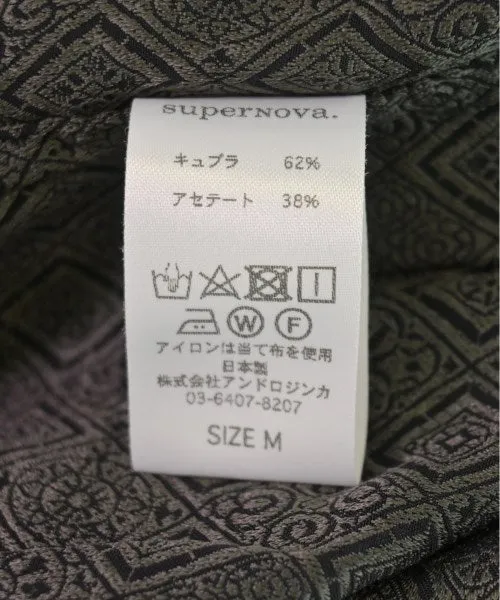 superNova.
キュプラ 62%
アセテート 38%
W F
アイロンは当て布を使用
日本製
株式会社アンドロジンカ
03-6407-8207
SIZE M